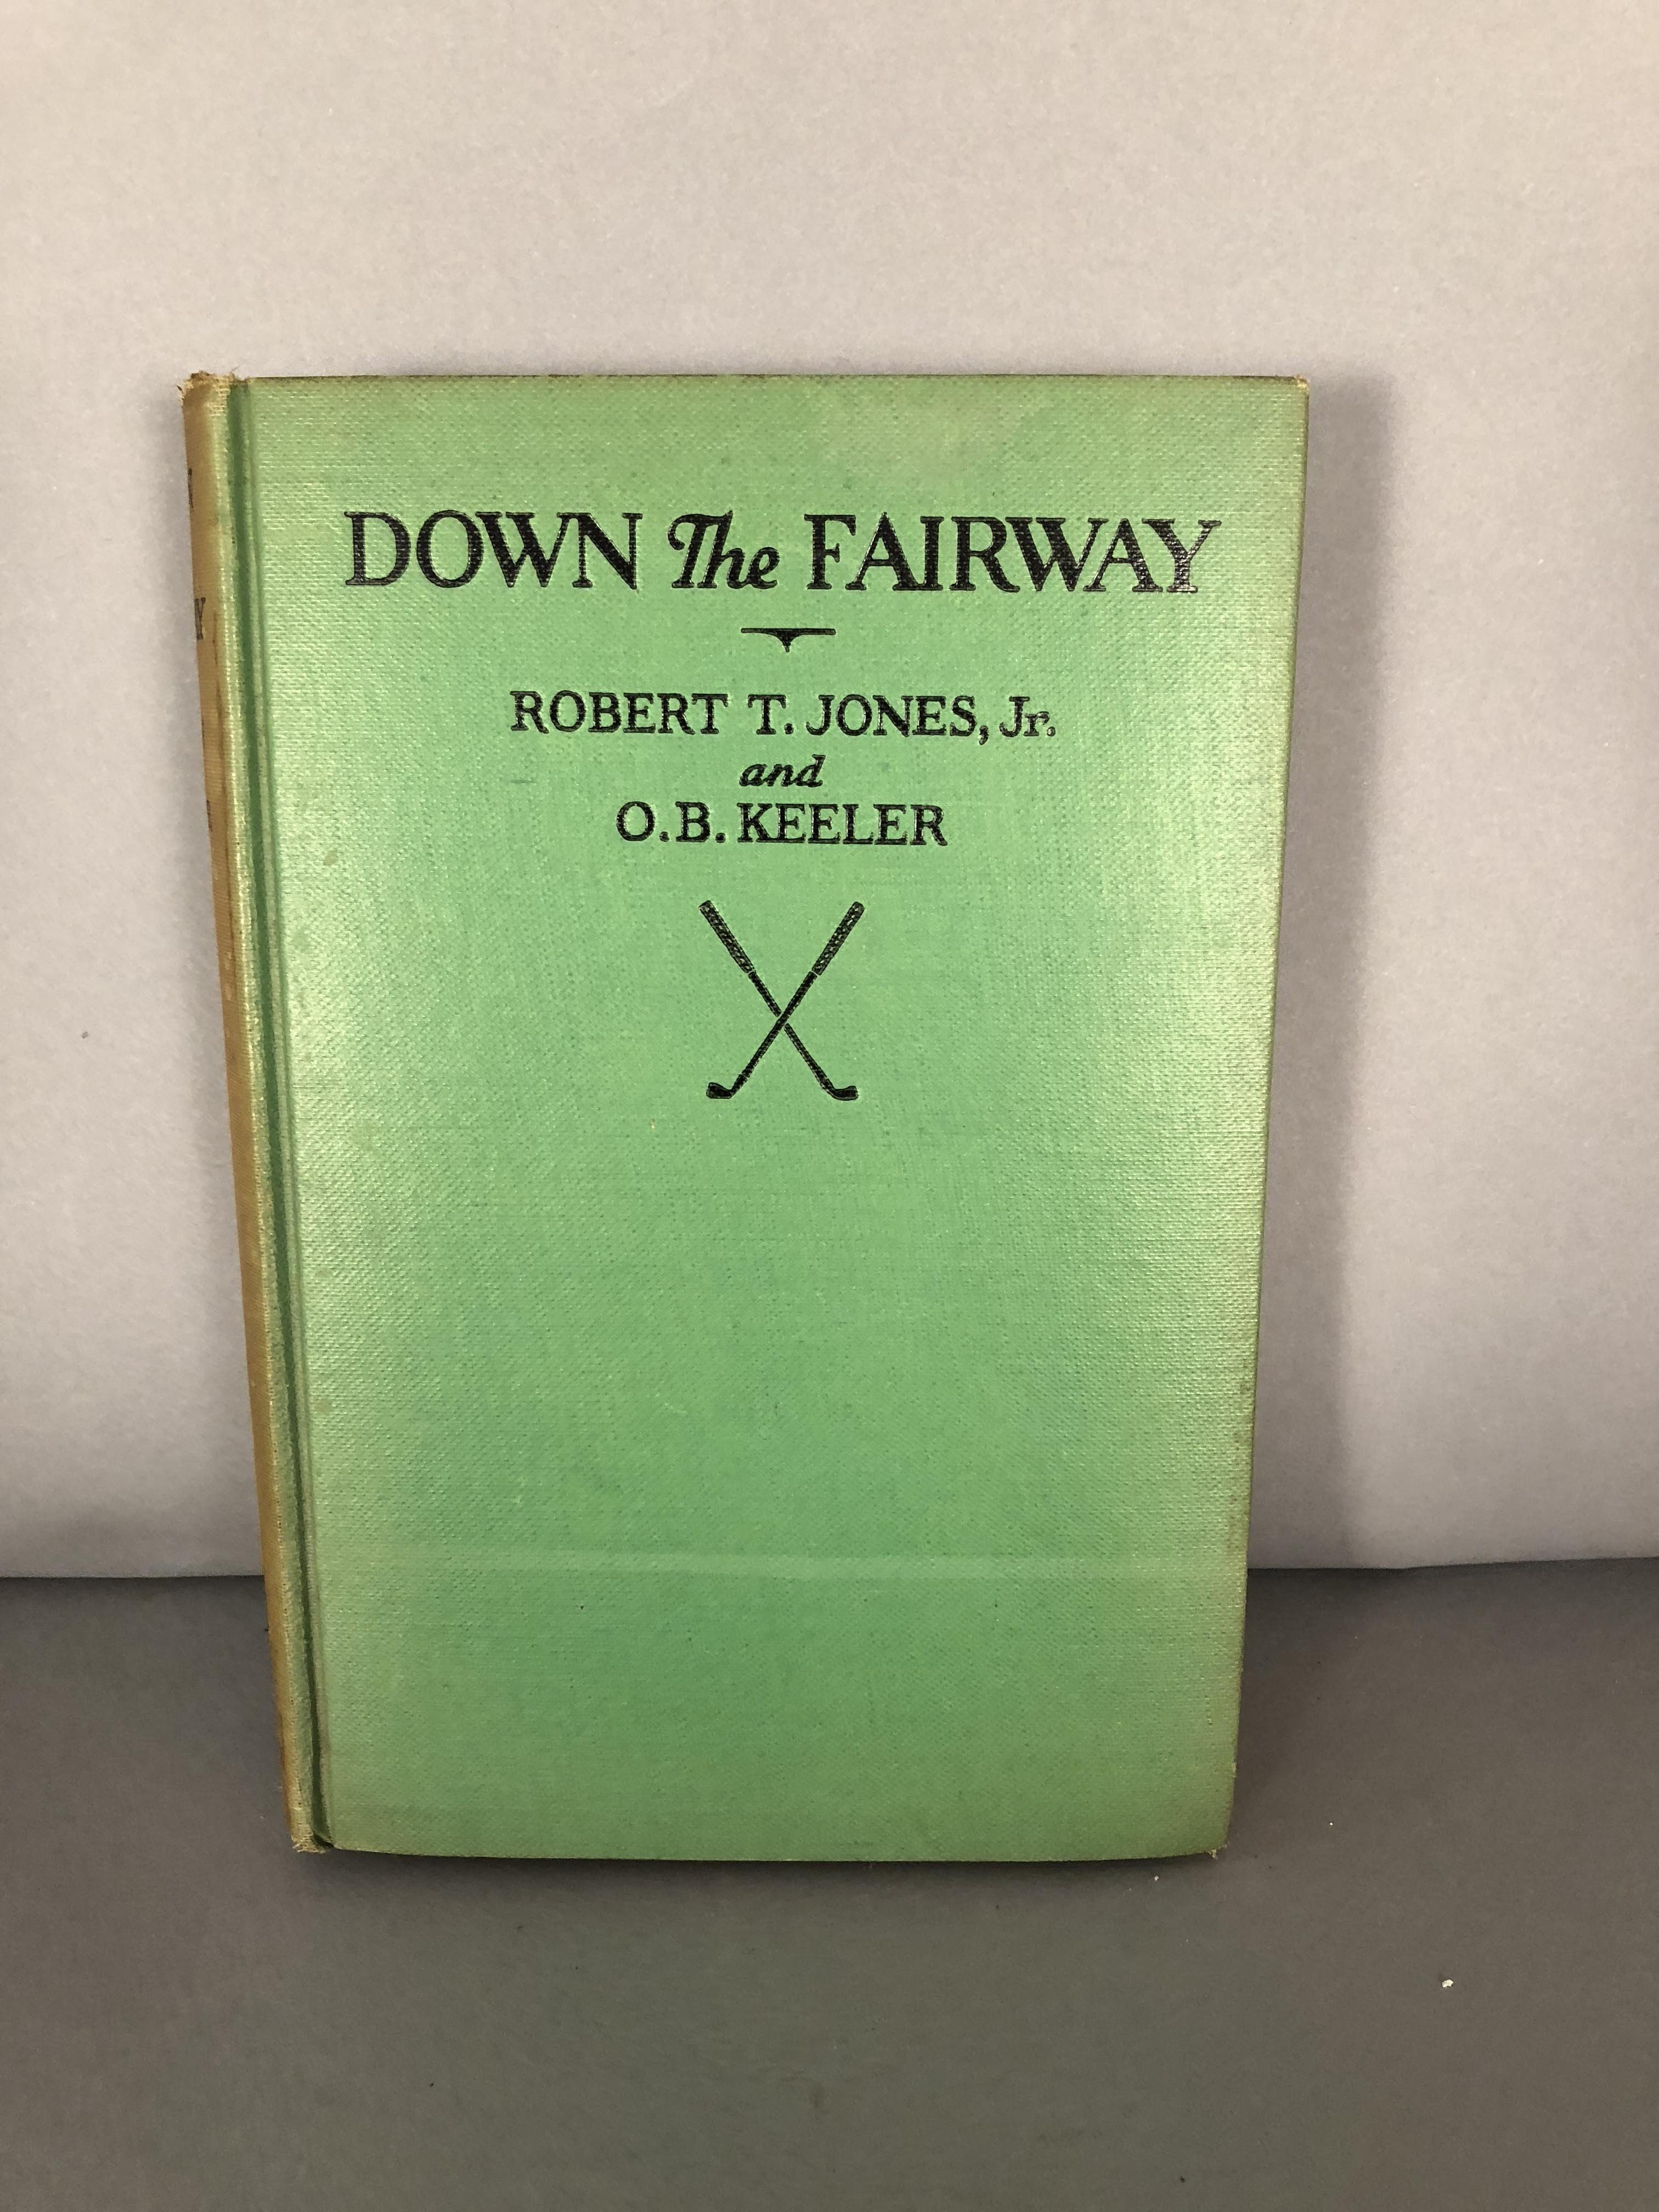 DOWN The FAIRWAY
ROBERT T. JONES, Jr.
and
O.B. KEELER